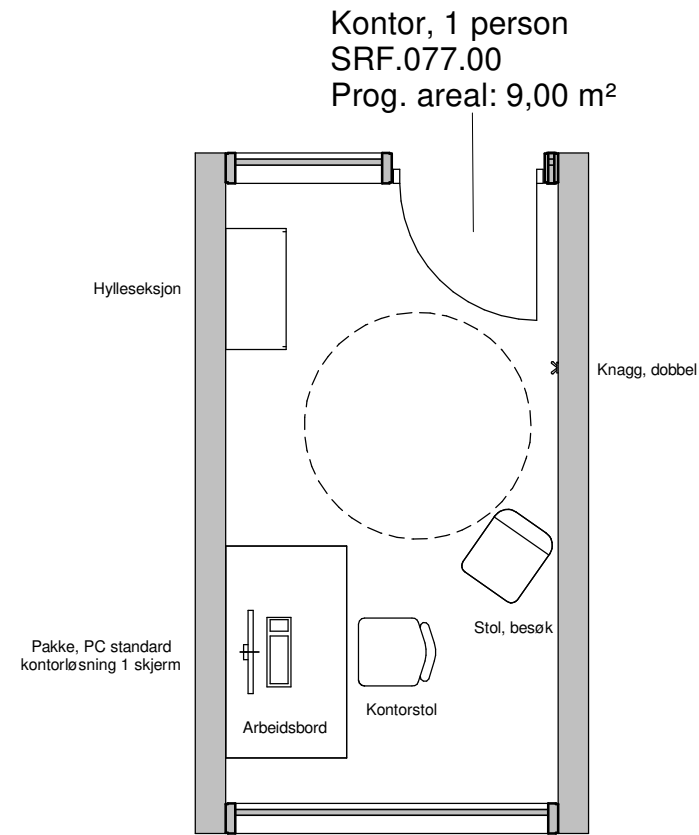 Kontor, 1 person
SRF.077.00
Prog. areal: 9,00 m²
Hylleseksjon
Knagg, dobbel
Stol, besøk
Pakke, PC standard
kontorløsning 1 skjerm
Kontorstol
Arbeidsbord